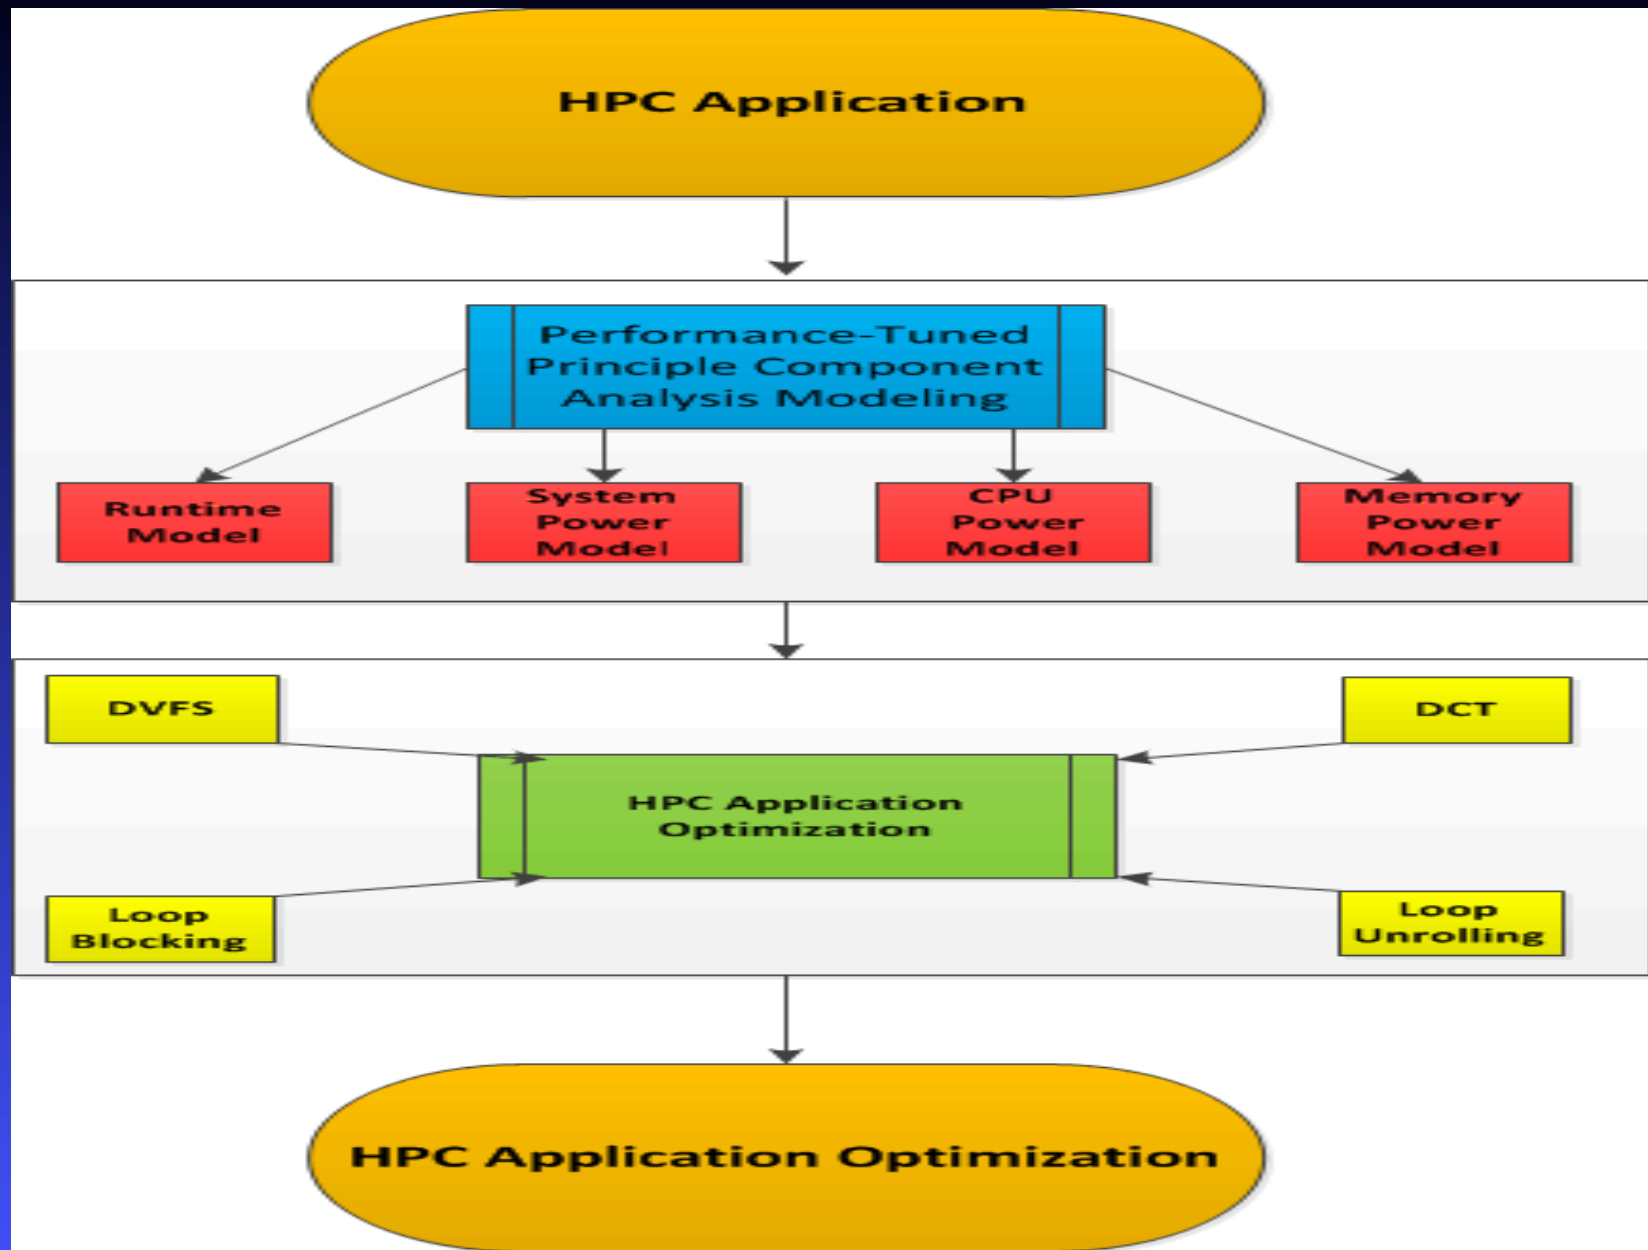 HPC Application
Performance-Tuned
Principle Component
Analysis Modeling
Runtime
Model
System
Power
Model
CPU
Power
Model
Memory
Power
Model
DVFS
DCT
HPC Application
Optimization
Loop
Blocking
Loop
Unrolling
HPC Application Optimization